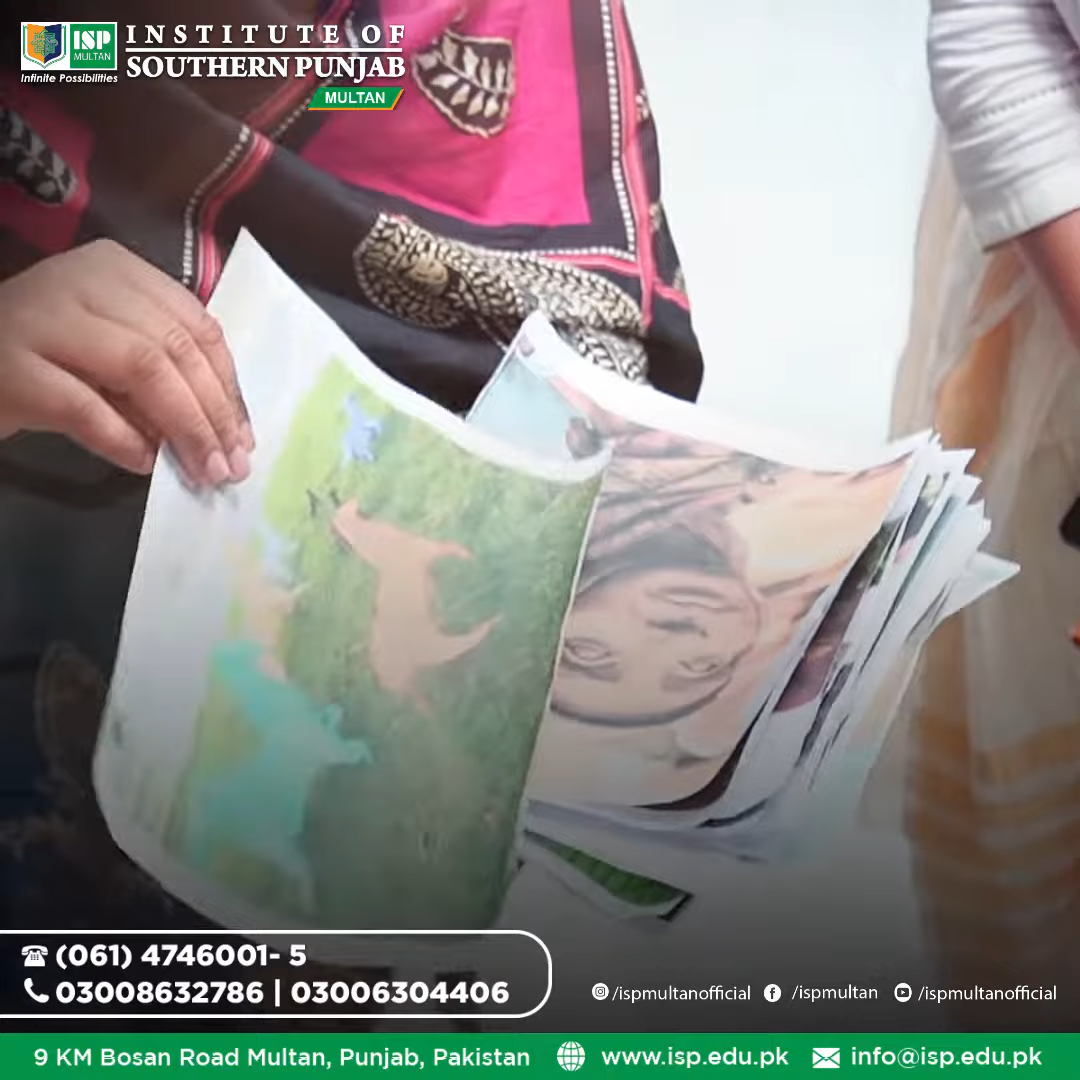 ISP
MULTAN
Infinite Possibilities
INSTITUTE OF
SOUTHERN PUNJAB
MULTAN
(061) 4746001- 5
03008632786 | 03006304406
/ispmultanofficial /ispmultan /ispmultanofficial
9 KM Bosan Road Multan, Punjab, Pakistan www.isp.edu.pk info@isp.edu.pk